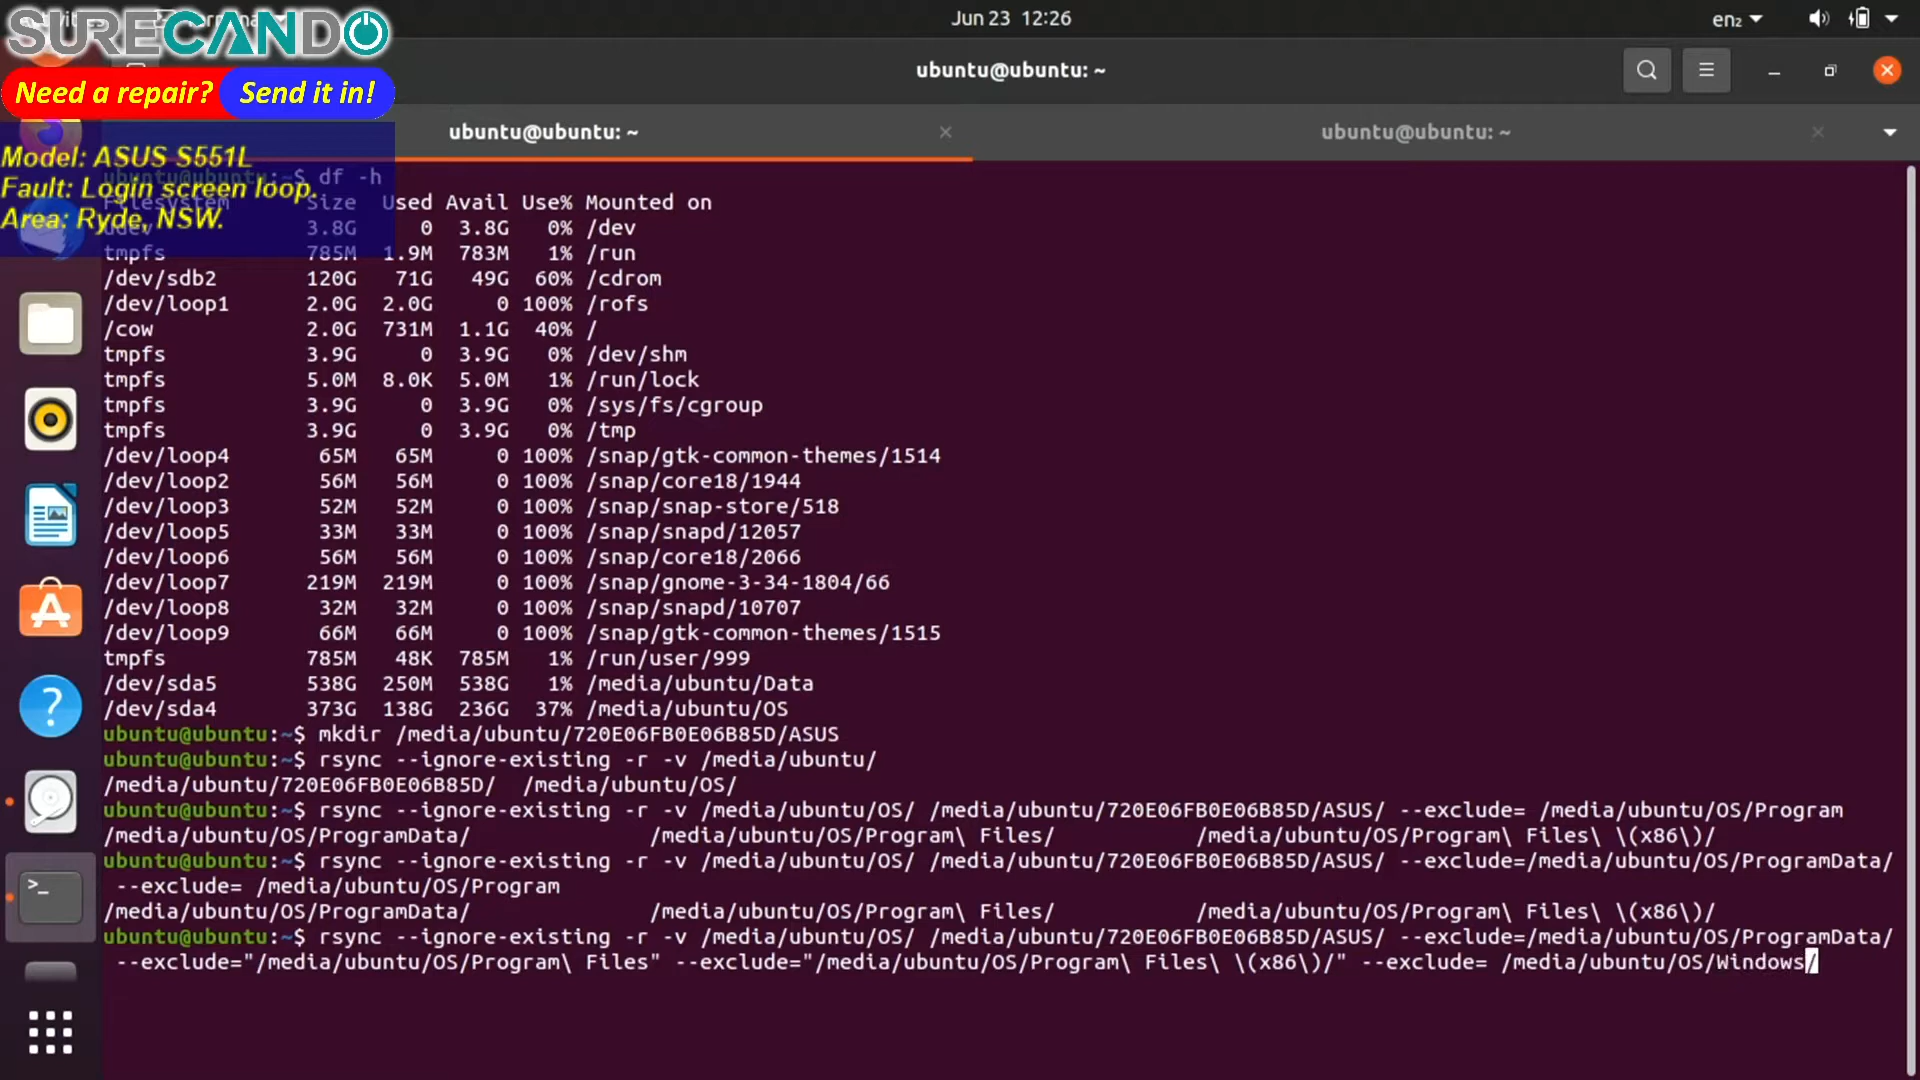 Jun 23 12:26
en₂
SURECANDO
Need a repair? Send it in!
ubuntu@ubuntu: ~
ubuntu@ubuntu: ~
ubuntu@ubuntu: ~
Model: ASUS S551L
Fault: Login screen loop.
Area: Ryde, NSW.
ubuntu@ubuntu:~$ df -h
Filesystem Size Used Avail Use% Mounted on
udev 3.8G 0 3.8G 0% /dev
tmpfs 785M 1.9M 783M 1% /run
/dev/sdb2 120G 71G 49G 60% /cdrom
/dev/loop1 2.0G 2.0G 0 100% /rofs
/cow 2.0G 731M 1.1G 40% /
tmpfs 3.9G 0 3.9G 0% /dev/shm
tmpfs 5.0M 8.0K 5.0M 1% /run/lock
tmpfs 3.9G 0 3.9G 0% /sys/fs/cgroup
tmpfs 3.9G 0 3.9G 0% /tmp
/dev/loop4 65M 65M 0 100% /snap/gtk-common-themes/1514
/dev/loop2 56M 56M 0 100% /snap/core18/1944
/dev/loop3 52M 52M 0 100% /snap/snap-store/518
/dev/loop5 33M 33M 0 100% /snap/snapd/12057
/dev/loop6 56M 56M 0 100% /snap/core18/2066
/dev/loop7 219M 219M 0 100% /snap/gnome-3-34-1804/66
/dev/loop8 32M 32M 0 100% /snap/snapd/10707
/dev/loop9 66M 66M 0 100% /snap/gtk-common-themes/1515
tmpfs 785M 48K 785M 1% /run/user/999
/dev/sda5 538G 250M 538G 1% /media/ubuntu/Data
/dev/sda4 373G 138G 236G 37% /media/ubuntu/OS
ubuntu@ubuntu:~$ mkdir /media/ubuntu/720E06FB0E06B85D/ASUS
ubuntu@ubuntu:~$ rsync --ignore-existing -r -v /media/ubuntu/
/media/ubuntu/720E06FB0E06B85D/ /media/ubuntu/OS/
ubuntu@ubuntu:~$ rsync --ignore-existing -r -v /media/ubuntu/OS/ /media/ubuntu/720E06FB0E06B85D/ASUS/ --exclude= /media/ubuntu/OS/Program
/media/ubuntu/OS/ProgramData/ /media/ubuntu/OS/Program\ Files/ /media/ubuntu/OS/Program\ Files\ \(x86\)/
ubuntu@ubuntu:~$ rsync --ignore-existing -r -v /media/ubuntu/OS/ /media/ubuntu/720E06FB0E06B85D/ASUS/ --exclude=/media/ubuntu/OS/ProgramData/
--exclude= /media/ubuntu/OS/Program
/media/ubuntu/OS/ProgramData/ /media/ubuntu/OS/Program\ Files/ /media/ubuntu/OS/Program\ Files\ \(x86\)/
ubuntu@ubuntu:~$ rsync --ignore-existing -r -v /media/ubuntu/OS/ /media/ubuntu/720E06FB0E06B85D/ASUS/ --exclude=/media/ubuntu/OS/ProgramData/
--exclude="/media/ubuntu/OS/Program\ Files" --exclude="/media/ubuntu/OS/Program\ Files\ \(x86\)/" --exclude= /media/ubuntu/OS/Windows/